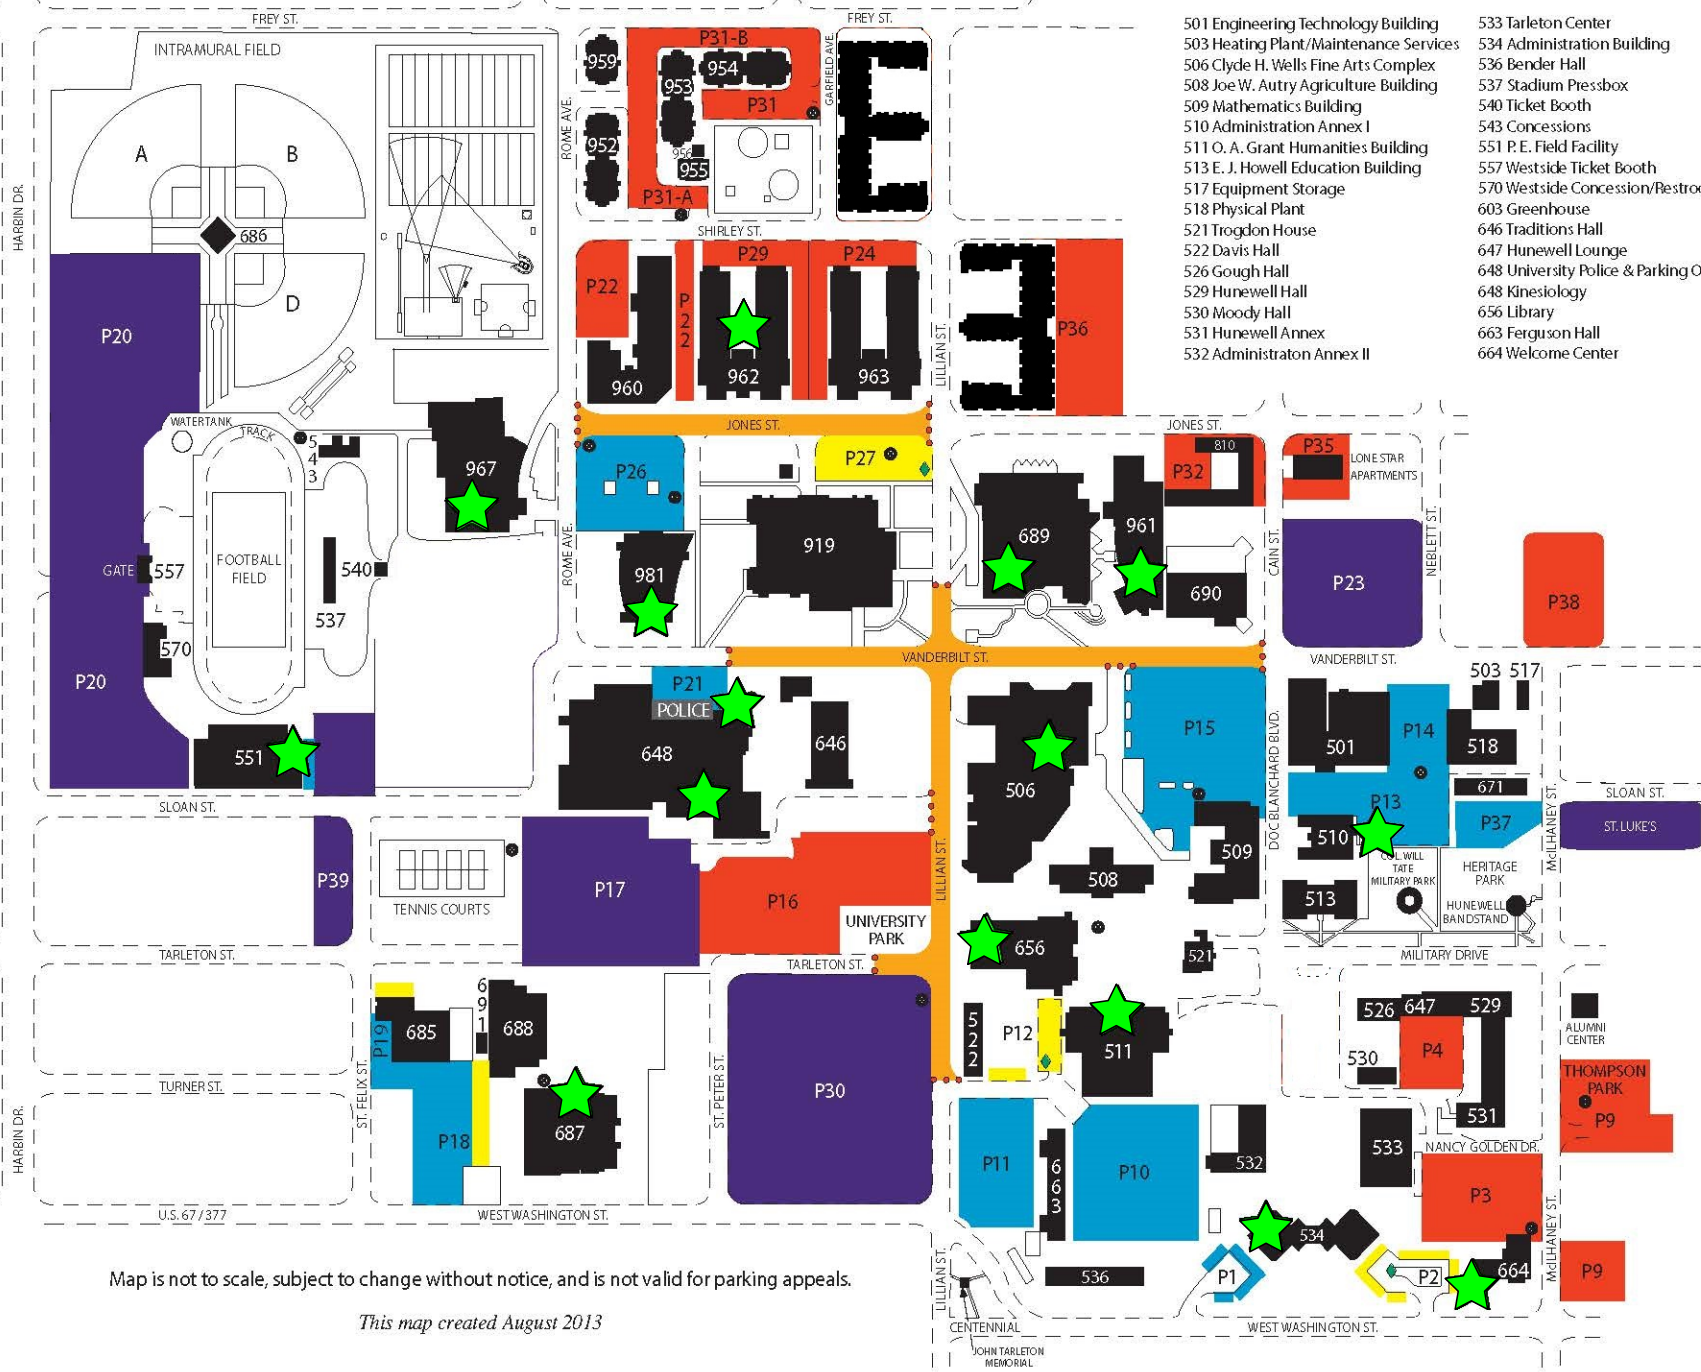 FREY ST.
FREY ST.
501 Engineering Technology Building
503 Heating Plant/Maintenance Services
506 Clyde H. Wells Fine Arts Complex
508 Joe W. Autry Agriculture Building
509 Mathematics Building
510 Administration Annex I
511 O. A. Grant Humanities Building
513 E. J. Howell Education Building
517 Equipment Storage
518 Physical Plant
521 Trogdon House
522 Davis Hall
526 Gough Hall
529 Hunewell Hall
530 Moody Hall
531 Hunewell Annex
532 Administraton Annex II
533 Tarleton Center
534 Administration Building
536 Bender Hall
537 Stadium Pressbox
540 Ticket Booth
543 Concessions
551 P. E. Field Facility
557 Westside Ticket Booth
570 Westside Concession/Restroo
603 Greenhouse
646 Traditions Hall
647 Hunewell Lounge
648 University Police & Parking O
648 Kinesiology
656 Library
663 Ferguson Hall
664 Welcome Center
INTRAMURAL FIELD
HARBIN DR.
A
B
D
686
ROME AVE.
GARFIELD AVE.
959
P31-B
953
954
P31
952
956
955
P31-A
SHIRLEY ST.
P20
P22
P22
P29
P24
960
962
963
LILLIAN ST.
P36
JONES ST.
JONES ST.
WATERTANK
TRACK
543
967
P26
P27
919
981
ROME AVE.
689
961
690
P32
810
P35
LONE STAR
APARTMENTS
CAIN ST.
P23
NEBLETT ST.
P38
GATE
557
FOOTBALL
FIELD
540
537
570
P20
551
VANDERBILT ST.
VANDERBILT ST.
P21
POLICE
648
646
506
P15
DOC BLANCHARD BLVD.
501
P14
503
517
518
671
P13
P37
510
COL. WILL
TATE
MILITARY PARK
HERITAGE
PARK
513
HUNEWELL
BANDSTAND
McILHANEY ST.
SLOAN ST.
ST. LUKE'S
SLOAN ST.
P39
TENNIS COURTS
P17
P16
UNIVERSITY
PARK
LILLIAN ST.
509
508
656
521
MILITARY DRIVE
TARLETON ST.
TARLETON ST.
P19
685
691
688
TURNER ST.
ST. FELIX ST.
P18
687
ST. PETER ST.
P30
522
P12
511
526
647
529
530
P4
531
ALUMNI
CENTER
THOMPSON
PARK
P9
HARBIN DR.
P11
663
P10
532
533
NANCY GOLDEN DR.
P3
McILHANEY ST.
U.S. 67 / 377
WEST WASHINGTON ST.
534
536
P1
P2
664
P9
LILLIAN ST.
CENTENNIAL
JOHN TARLETON
MEMORIAL
WEST WASHINGTON ST.
Map is not to scale, subject to change without notice, and is not valid for parking appeals.
This map created August 2013